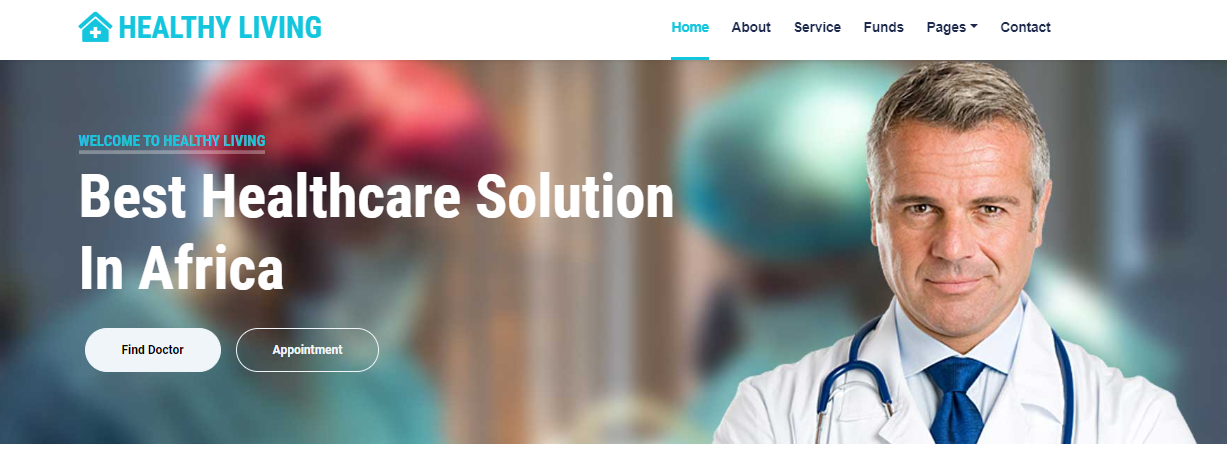 HEALTHY LIVING
Home About Service Funds Pages Contact
WELCOME TO HEALTHY LIVING
Best Healthcare Solution
In Africa
Find Doctor Appointment